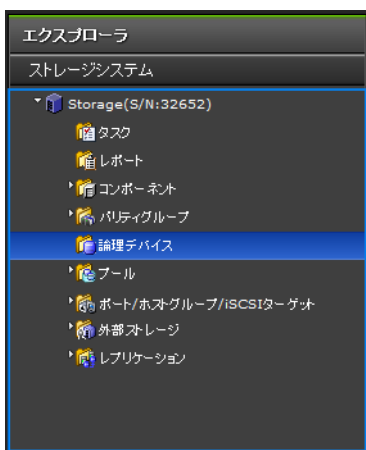 エクスプローラ
ストレージシステム
Storage(S/N:32652)
タスク
レポート
コンポーネント
パリティグループ
論理デバイス
プール
ポート/ホストグループ/iSCSIターゲット
外部ストレージ
レプリケーション